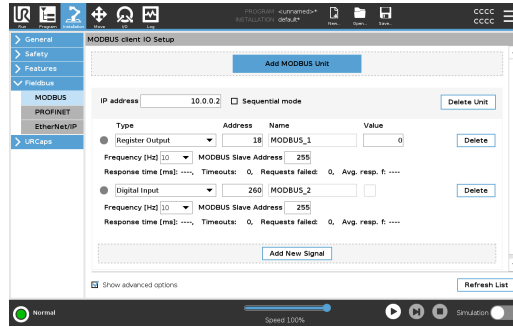 PROGRAM <unnamed>*
INSTALLATION default*
CCCC
CCCC
Run Program Installation Move I/O Log New... Open... Save...
General
MODBUS client IO Setup
Safety
Features
Fieldbus
MODBUS
PROFINET
EtherNet/IP
URCaps
Add MODBUS Unit
IP address 10.0.0.2 Sequential mode Delete Unit
Type Address Name Value
Register Output 18 MODBUS_1 0 Delete
Frequency [Hz] 10 MODBUS Slave Address 255
Response time [ms]: ----, Timeouts: 0, Requests failed: 0, Avg. resp. f: ----
Digital Input 260 MODBUS_2 Delete
Frequency [Hz] 10 MODBUS Slave Address 255
Response time [ms]: ----, Timeouts: 0, Requests failed: 0, Avg. resp. f: ----
Add New Signal
Show advanced options Refresh List
Normal
Speed 100%
Simulation